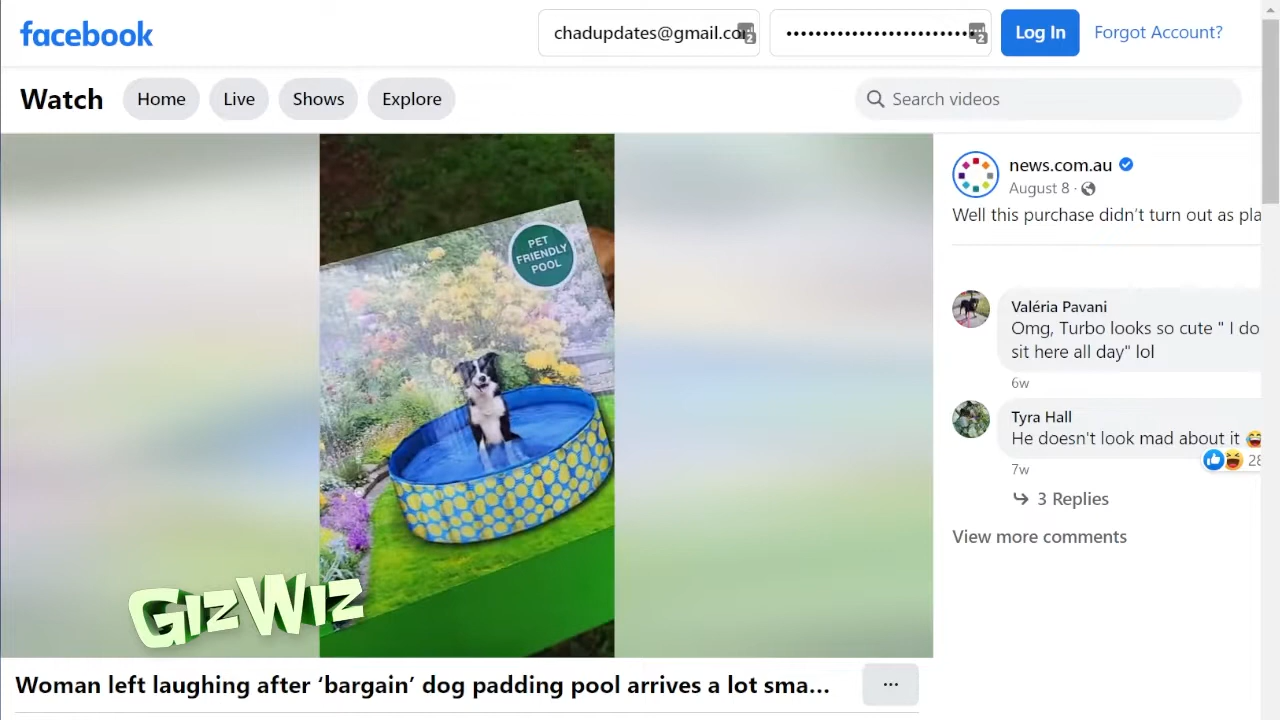 facebook
chadupdates@gmail.co
Log In
Forgot Account?
Watch
Home
Live
Shows
Explore
Search videos
PET
FRIENDLY
POOL
GIZWIZ
Woman left laughing after ‘bargain’ dog padding pool arrives a lot sma...
news.com.au
August 8 ·
Well this purchase didn’t turn out as pla
Valéria Pavani
Omg, Turbo looks so cute " I do
sit here all day" lol
6w
Tyra Hall
He doesn't look mad about it
28
7w
3 Replies
View more comments